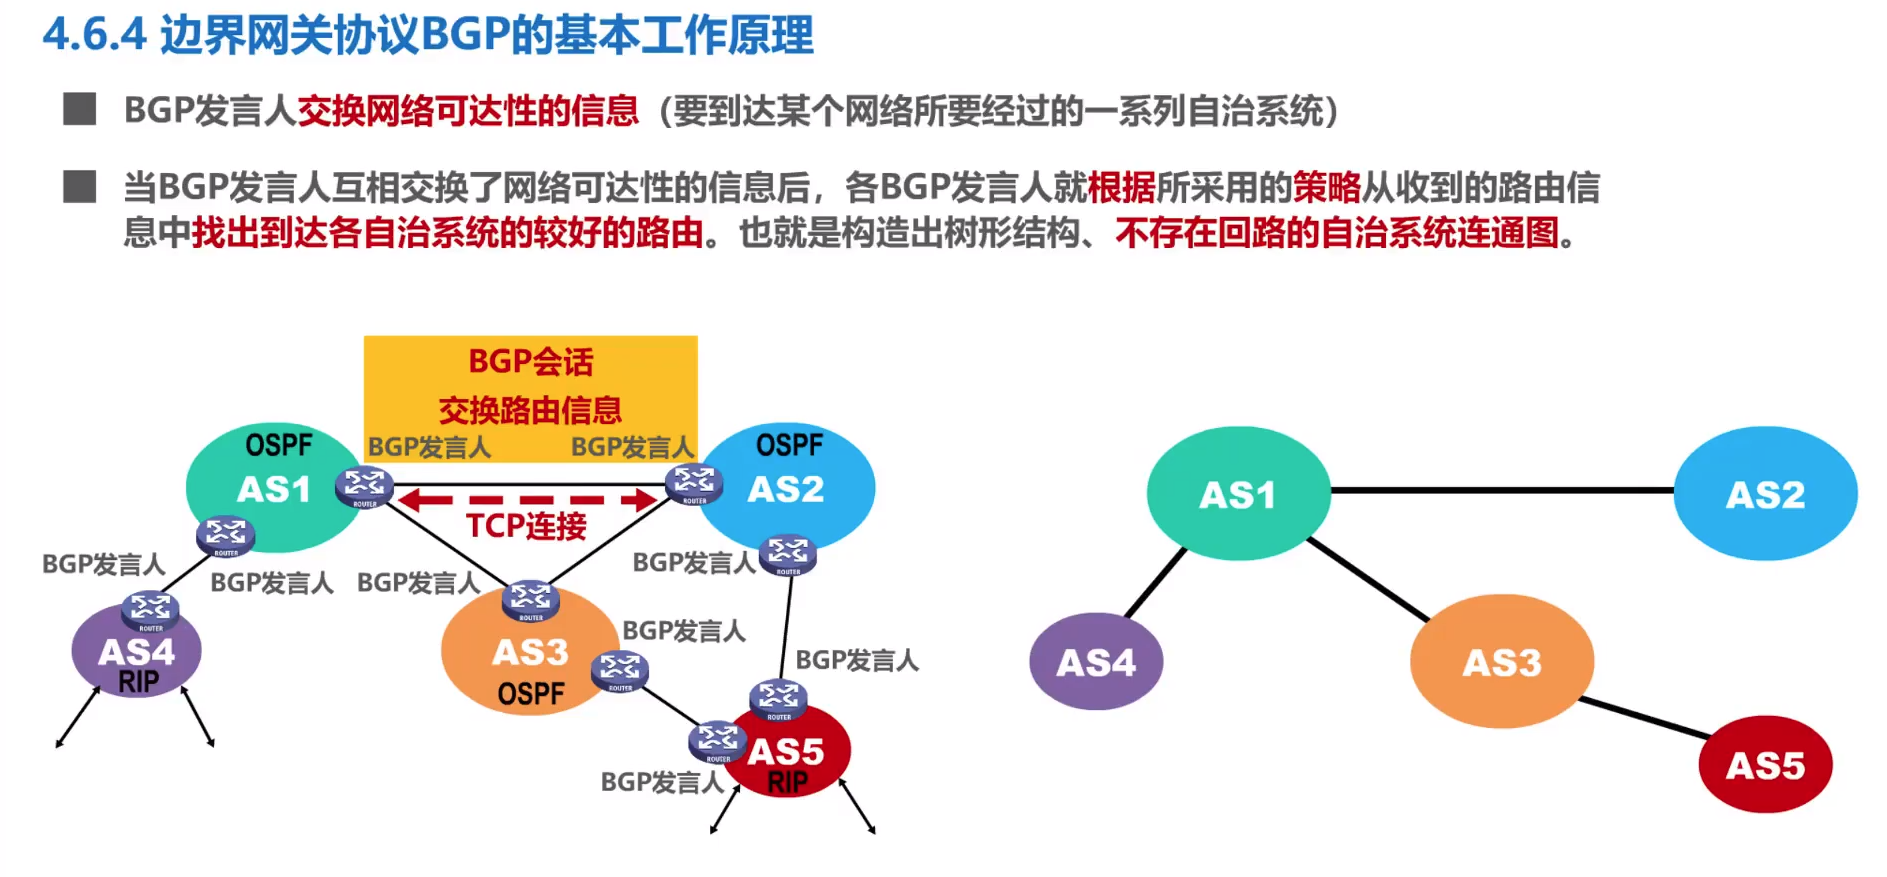 4.6.4 边界网关协议BGP的基本工作原理
BGP发言人交换网络可达性的信息（要到达某个网络所要经过的一系列自治系统）
当BGP发言人互相交换了网络可达性的信息后，各BGP发言人就根据所采用的策略从收到的路由信
息中找出到达各自治系统的较好的路由。也就是构造出树形结构、不存在回路的自治系统连通图。
BGP会话
交换路由信息
BGP发言人
BGP发言人
OSPF
AS1
ROUTER
ROUTER
OSPF
AS2
ROUTER
TCP连接
ROUTER
BGP发言人
BGP发言人
BGP发言人
BGP发言人
ROUTER
AS4
RIP
ROUTER
AS3
OSPF
BGP发言人
ROUTER
BGP发言人
ROUTER
ROUTER
AS5
RIP
BGP发言人
AS1
AS2
AS4
AS3
AS5